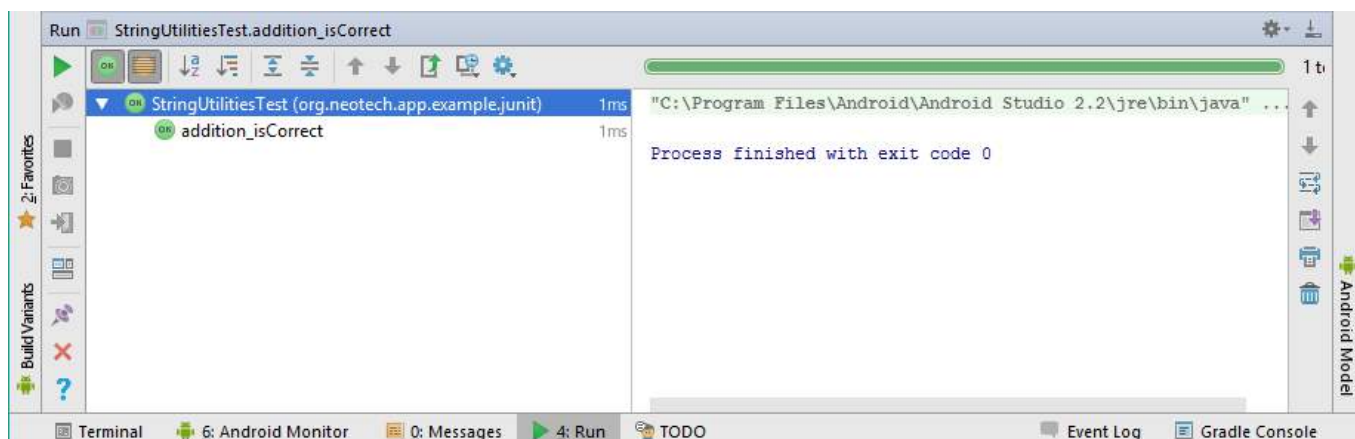 Run StringUtilitiesTest.addition_isCorrect
1 t
StringUtilitiesTest (org.neotech.app.example.junit) 1ms
addition_isCorrect 1ms
"C:\Program Files\Android\Android Studio 2.2\jre\bin\java" ...
Process finished with exit code 0
2: Favorites
Build Variants
Android Model
Terminal 6: Android Monitor 0: Messages 4: Run TODO Event Log Gradle Console